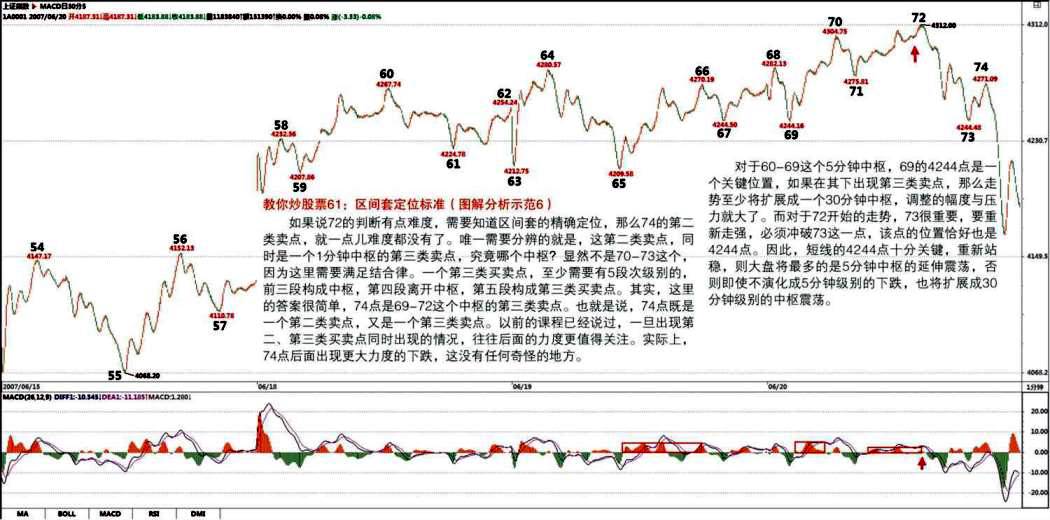 上证指数 ▶ MACD日30分5
1A0001 2007/06/20 开4187.31↓高4187.31↓低4183.88↓收4183.88↓量1183840↑额151390↑换0.00% 振0.08% 涨(-3.33)-0.08%
4312.0
72
4312.00
70
4304.75
68
4282.13
64
4280.57
74
4271.09
71
4275.81
66
4270.19
60
4267.74
62
4254.24
67
4244.50
69
4244.16
73
4244.48
58
4232.36
4230.7
61
4224.78
63
4212.75
65
4209.58
59
4207.86
教你炒股票61：区间套定位标准（图解分析示范6）
如果说72的判断有点难度，需要知道区间套的精确定位，那么74的第二
类卖点，就一点儿难度都没有了。唯一需要分辨的就是，这第二类卖点，同
时是一个1分钟中枢的第三类卖点，究竟哪个中枢？显然不是70-73这个，
因为这里需要满足结合律。一个第三类买卖点，至少需要有5段次级别的，
前三段构成中枢，第四段离开中枢，第五段构成第三类买卖点。其实，这里
的答案很简单，74点是69-72这个中枢的第三类卖点。也就是说，74点既是
一个第二类卖点，又是一个第三类卖点。以前的课程已经说过，一旦出现第
二、第三类买卖点同时出现的情况，往往后面的力度更值得关注。实际上，
74点后面出现更大力度的下跌，这没有任何奇怪的地方。
对于60-69这个5分钟中枢，69的4244点是一
个关键位置，如果在其下出现第三类卖点，那么走
势至少将扩展成一个30分钟中枢，调整的幅度与压
力就大了。而对于72开始的走势，73很重要，要重
新走强，必须冲破73这一点，该点的位置恰好也是
4244点。因此，短线的4244点十分关键，重新站
稳，则大盘将最多的是5分钟中枢的延伸震荡，否
则即使不演化成5分钟级别的下跌，也将扩展成30
分钟级别的中枢震荡。
54
4147.17
56
4152.13
4149.5
57
4110.78
55
4068.20
4068.2
2007/06/15 06/18 06/19 06/20 1分钟
MACD(26,12,9) DIFF1:-10.545↓DEA1:-11.185↑MACD:1.280↓
20.00
10.00
0.00
-10.00
-20.00
MA BOLL MACD RSI DMI